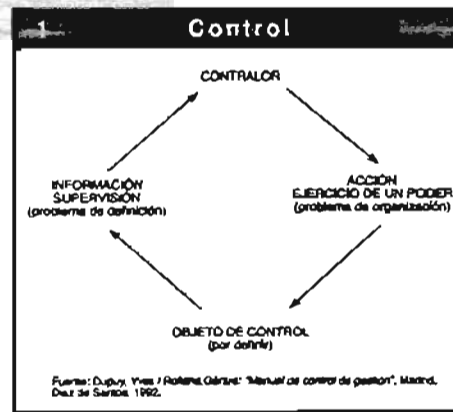 1
Control
CONTRALOR
INFORMACIÓN
SUPERVISIÓN
(problema de definición)
ACCIÓN
EJERCICIO DE UN PODER
(problema de organización)
OBJETO DE CONTROL
(por definir)
Fuente: Dupuy, Yves / Rolland, Gérard: "Manual de control de gestión", Madrid,
Diaz de Santos, 1992.